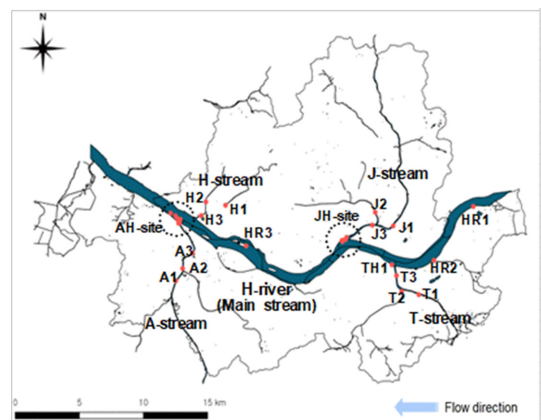 N
H-stream
H2
H1
H3
AH-site
A3
A2
A1
A-stream
HR3
H-river
(Main stream)
J-stream
J2
JH-site
J3
J1
HR1
TH1
HR2
T3
T2
T1
T-stream
0 5 10 15 km
Flow direction